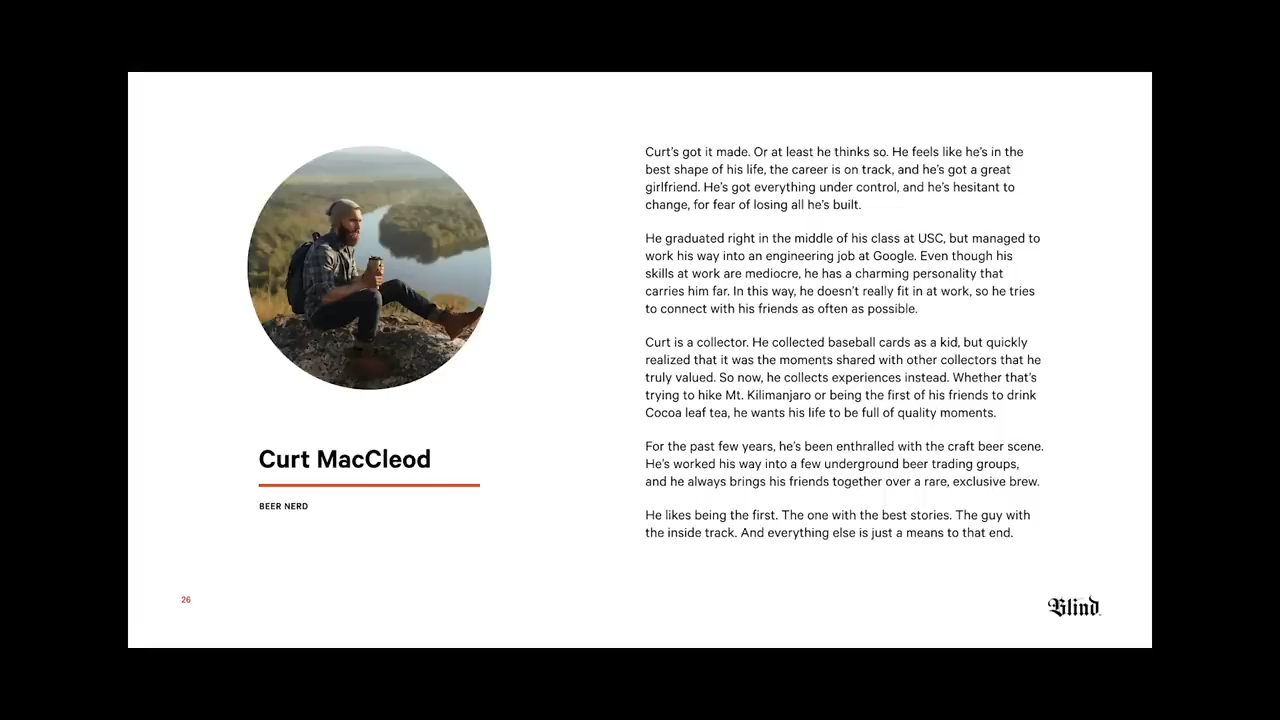 Curt's got it made. Or at least he thinks so. He feels like he's in the
best shape of his life, the career is on track, and he's got a great
girlfriend. He's got everything under control, and he's hesitant to
change, for fear of losing all he's built.
He graduated right in the middle of his class at USC, but managed to
work his way into an engineering job at Google. Even though his
skills at work are mediocre, he has a charming personality that
carries him far. In this way, he doesn't really fit in at work, so he tries
to connect with his friends as often as possible.
Curt is a collector. He collected baseball cards as a kid, but quickly
realized that it was the moments shared with other collectors that he
truly valued. So now, he collects experiences instead. Whether that's
trying to hike Mt. Kilimanjaro or being the first of his friends to drink
Cocoa leaf tea, he wants his life to be full of quality moments.
For the past few years, he's been enthralled with the craft beer scene.
He's worked his way into a few underground beer trading groups,
and he always brings his friends together over a rare, exclusive brew.
He likes being the first. The one with the best stories. The guy with
the inside track. And everything else is just a means to that end.
Curt MacCleod
BEER NERD
26
Blind